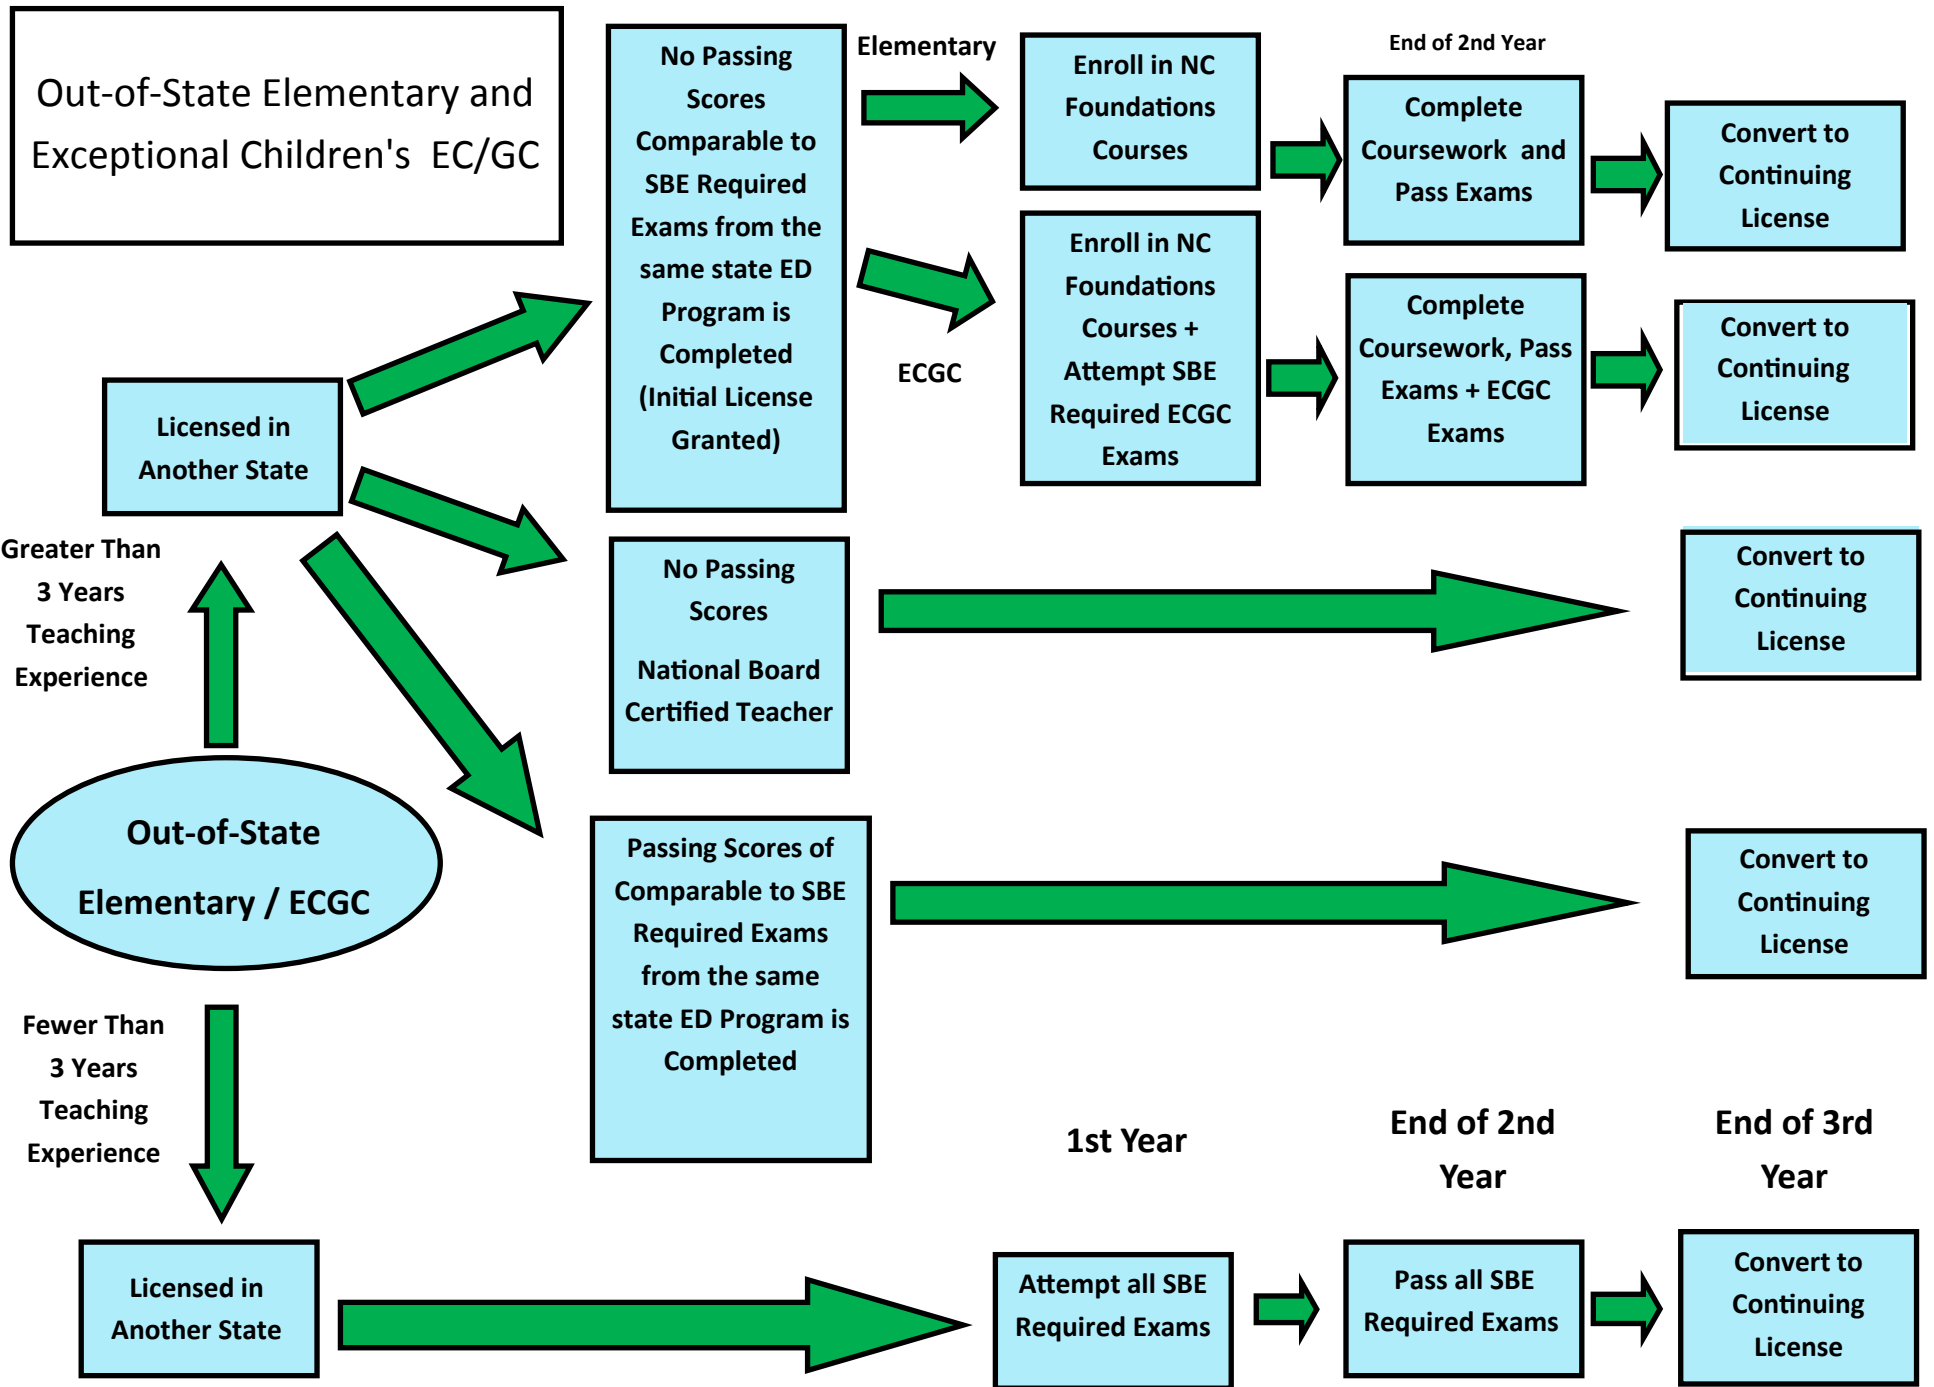 Out-of-State Elementary and
Exceptional Children's EC/GC
No Passing
Scores
Comparable to
SBE Required
Exams from the
same state ED
Program is
Completed
(Initial License
Granted)
Elementary
ECGC
Enroll in NC
Foundations
Courses
End of 2nd Year
Complete
Coursework and
Pass Exams
Convert to
Continuing
License
Enroll in NC
Foundations
Courses +
Attempt SBE
Required ECGC
Exams
Complete
Coursework, Pass
Exams + ECGC
Exams
Convert to
Continuing
License
Licensed in
Another State
Greater Than
3 Years
Teaching
Experience
No Passing
Scores
National Board
Certified Teacher
Convert to
Continuing
License
Out-of-State
Elementary / ECGC
Passing Scores of
Comparable to SBE
Required Exams
from the same
state ED Program is
Completed
Convert to
Continuing
License
Fewer Than
3 Years
Teaching
Experience
1st Year
End of 2nd
Year
End of 3rd
Year
Licensed in
Another State
Attempt all SBE
Required Exams
Pass all SBE
Required Exams
Convert to
Continuing
License